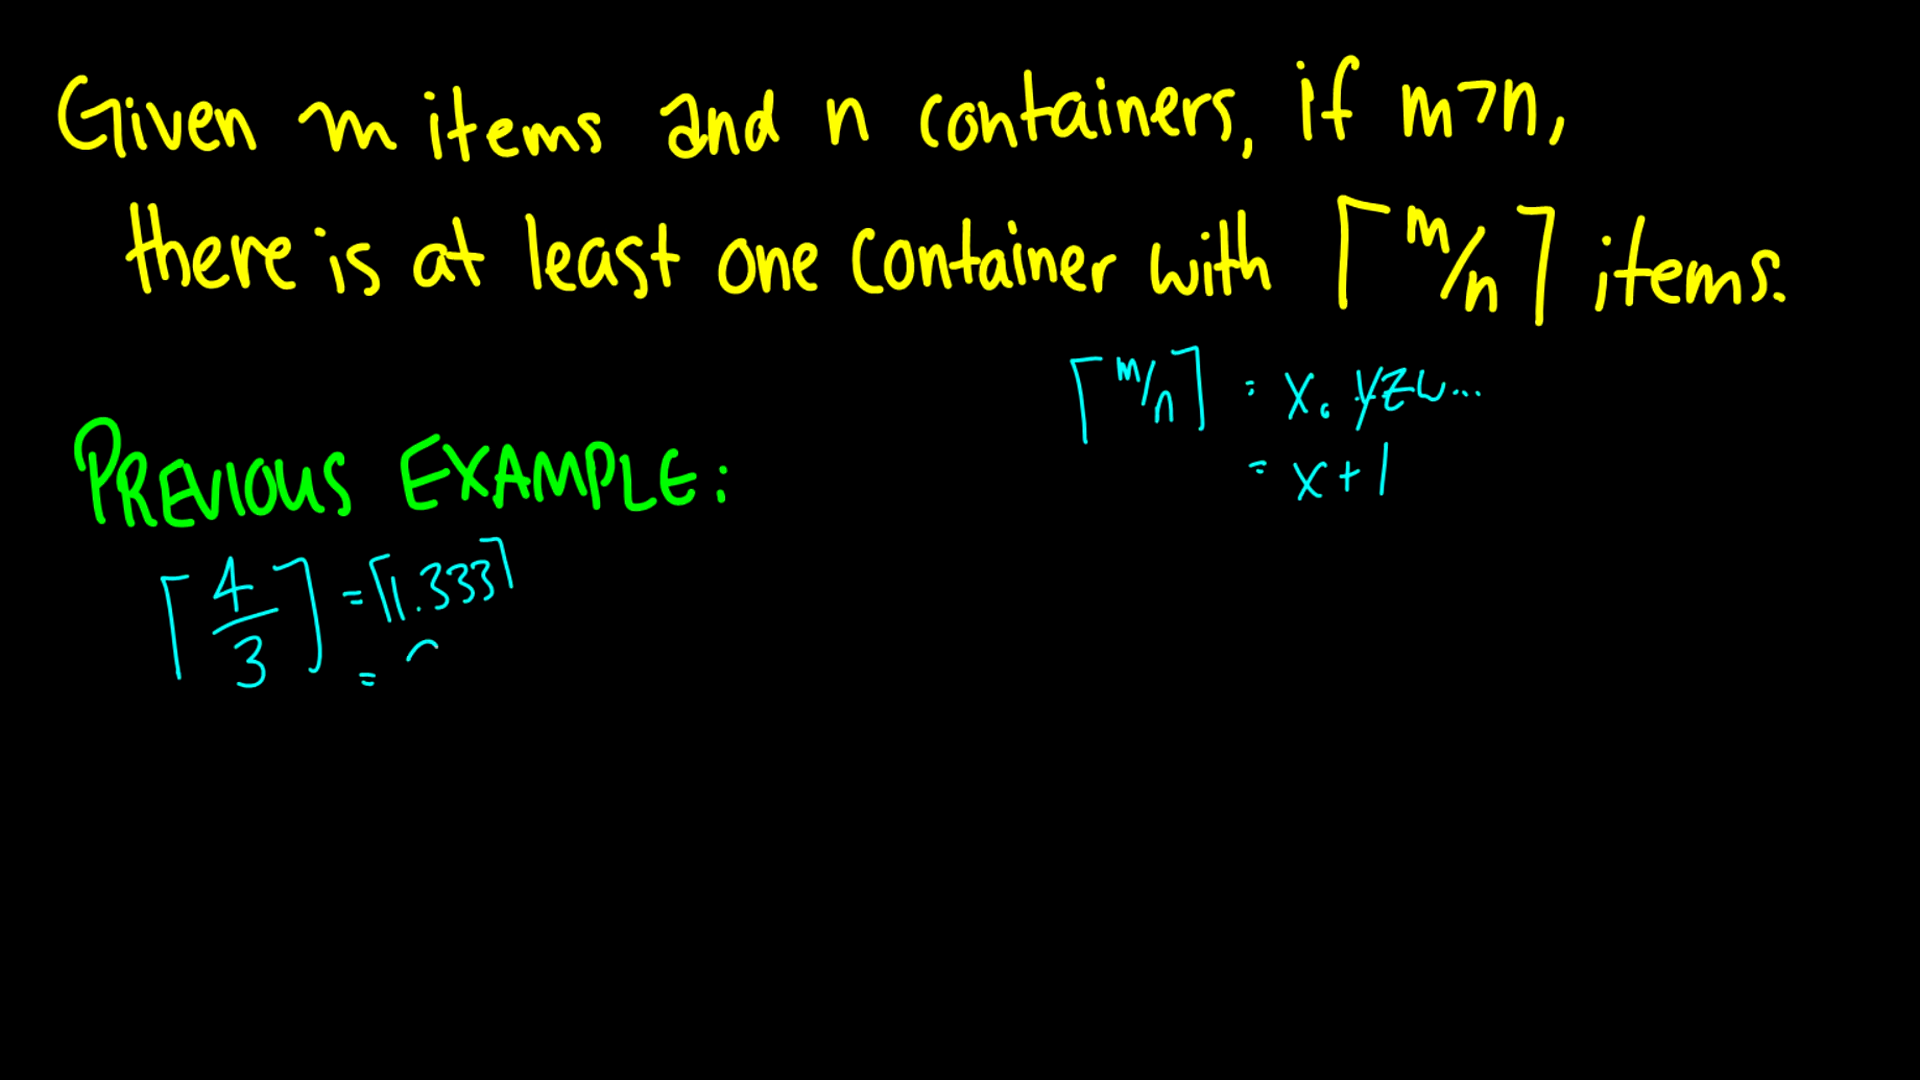 Given m items and n containers, if m>n,
there is at least one container with ⌈m/n⌉ items.
⌈m/n⌉ = x. yzw...
= x+1
PREVIOUS EXAMPLE:
⌈4/3⌉ = ⌈1.333⌉
=